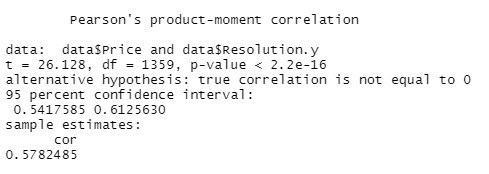 Pearson's product-moment correlation
data:  data$Price and data$Resolution.y
t = 26.128, df = 1359, p-value < 2.2e-16
alternative hypothesis: true correlation is not equal to 0
95 percent confidence interval:
0.5417585 0.6125630
sample estimates:
cor
0.5782485